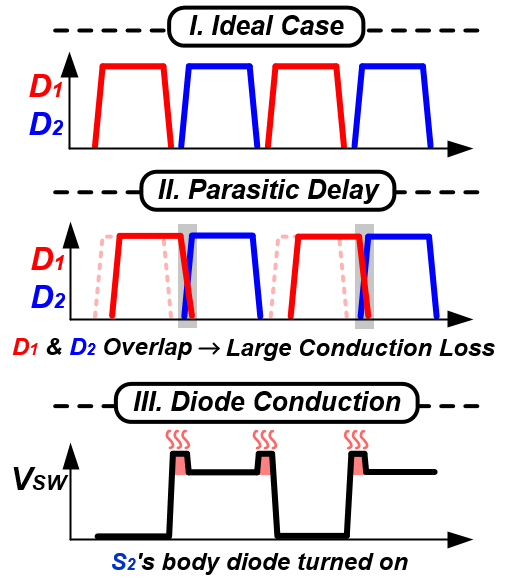 I. Ideal Case
D1
D2
II. Parasitic Delay
D1
D2
D1 & D2 Overlap → Large Conduction Loss
III. Diode Conduction
VSW
S2's body diode turned on